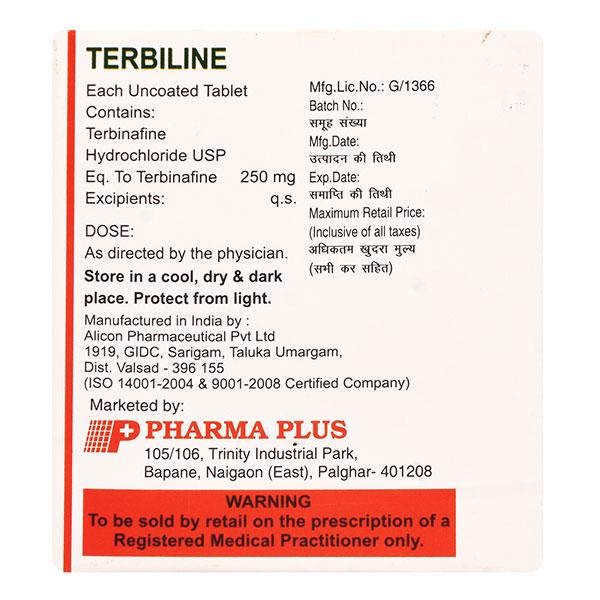 TERBILINE
Each Uncoated Tablet
Contains:
Terbinafine
Hydrochloride USP
Eq. To Terbinafine 250 mg
Excipients: q.s.
DOSE:
As directed by the physician.
Store in a cool, dry & dark
place. Protect from light.
Mfg.Lic.No.: G/1366
Batch No.:
समूह संख्या
Mfg.Date:
उत्पादन की तिथी
Exp.Date:
समाप्ति की तिथी
Maximum Retail Price:
(Inclusive of all taxes)
अधिकतम खुदरा मुल्य
(सभी कर सहित)
Manufactured in India by :
Alicon Pharmaceutical Pvt Ltd
1919, GIDC, Sarigam, Taluka Umargam,
Dist. Valsad - 396 155
(ISO 14001-2004 & 9001-2008 Certified Company)
Marketed by:
P PHARMA PLUS
105/106, Trinity Industrial Park,
Bapane, Naigaon (East), Palghar- 401208
WARNING
To be sold by retail on the prescription of a
Registered Medical Practitioner only.